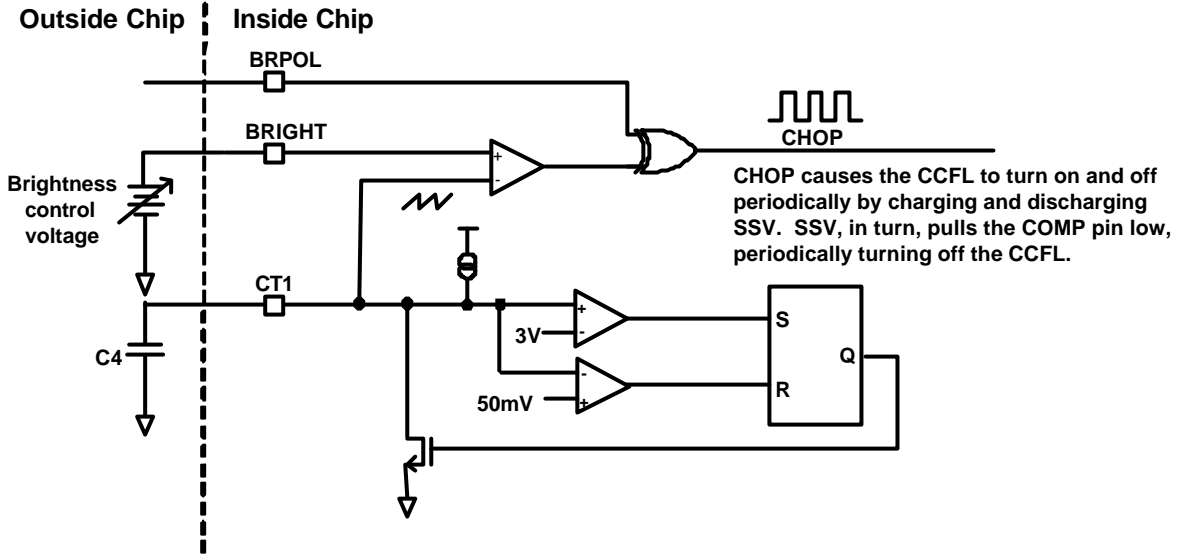 Outside Chip
Inside Chip
BRPOL
BRIGHT
+
-
CHOP
Brightness
control
voltage
CHOP causes the CCFL to turn on and off
periodically by charging and discharging
SSV. SSV, in turn, pulls the COMP pin low,
periodically turning off the CCFL.
CT1
C4
+
3V
-
S
Q
-
50mV
+
R